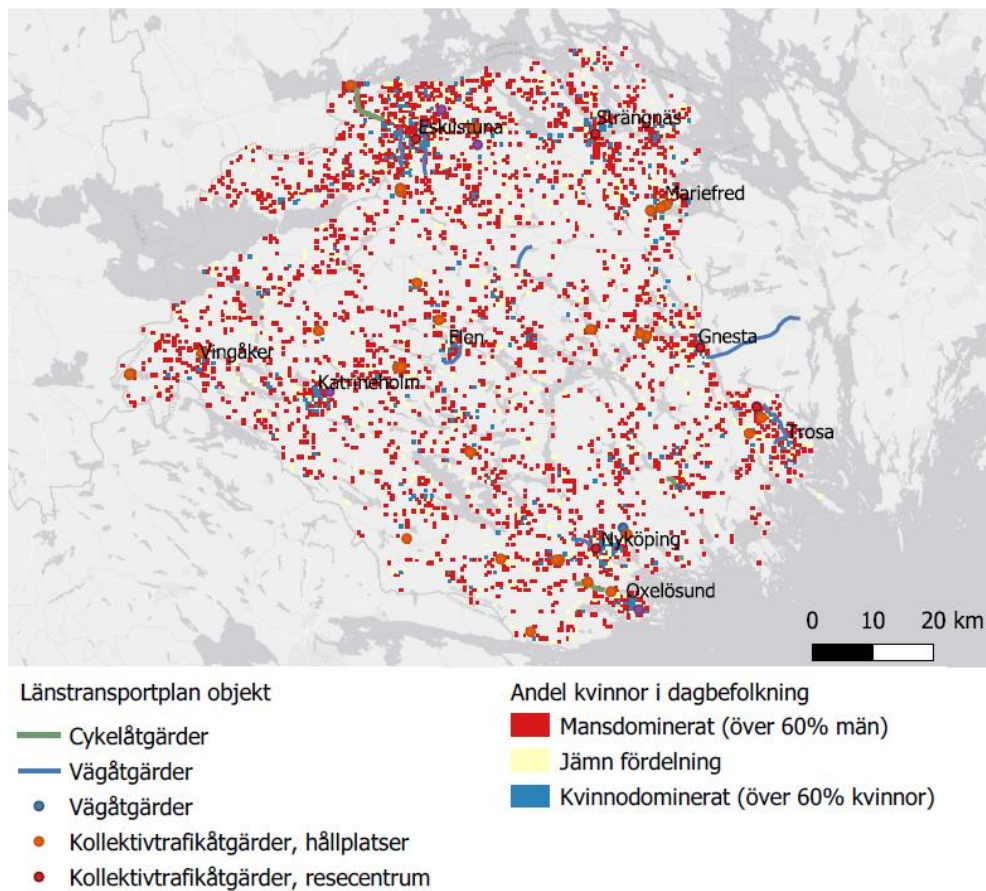 Eskilstuna
Strängnäs
Mariefred
Gnesta
Flen
Vingåker
Katrineholm
Trosa
Nyköping
Oxelösund
0 10 20 km
Länstransportplan objekt
Cykelåtgärder
Vägåtgärder
Vägåtgärder
Kollektivtrafikåtgärder, hållplatser
Kollektivtrafikåtgärder, resecentrum
Andel kvinnor i dagbefolkning
Mansdominerat (över 60% män)
Jämn fördelning
Kvinnodominerat (över 60% kvinnor)